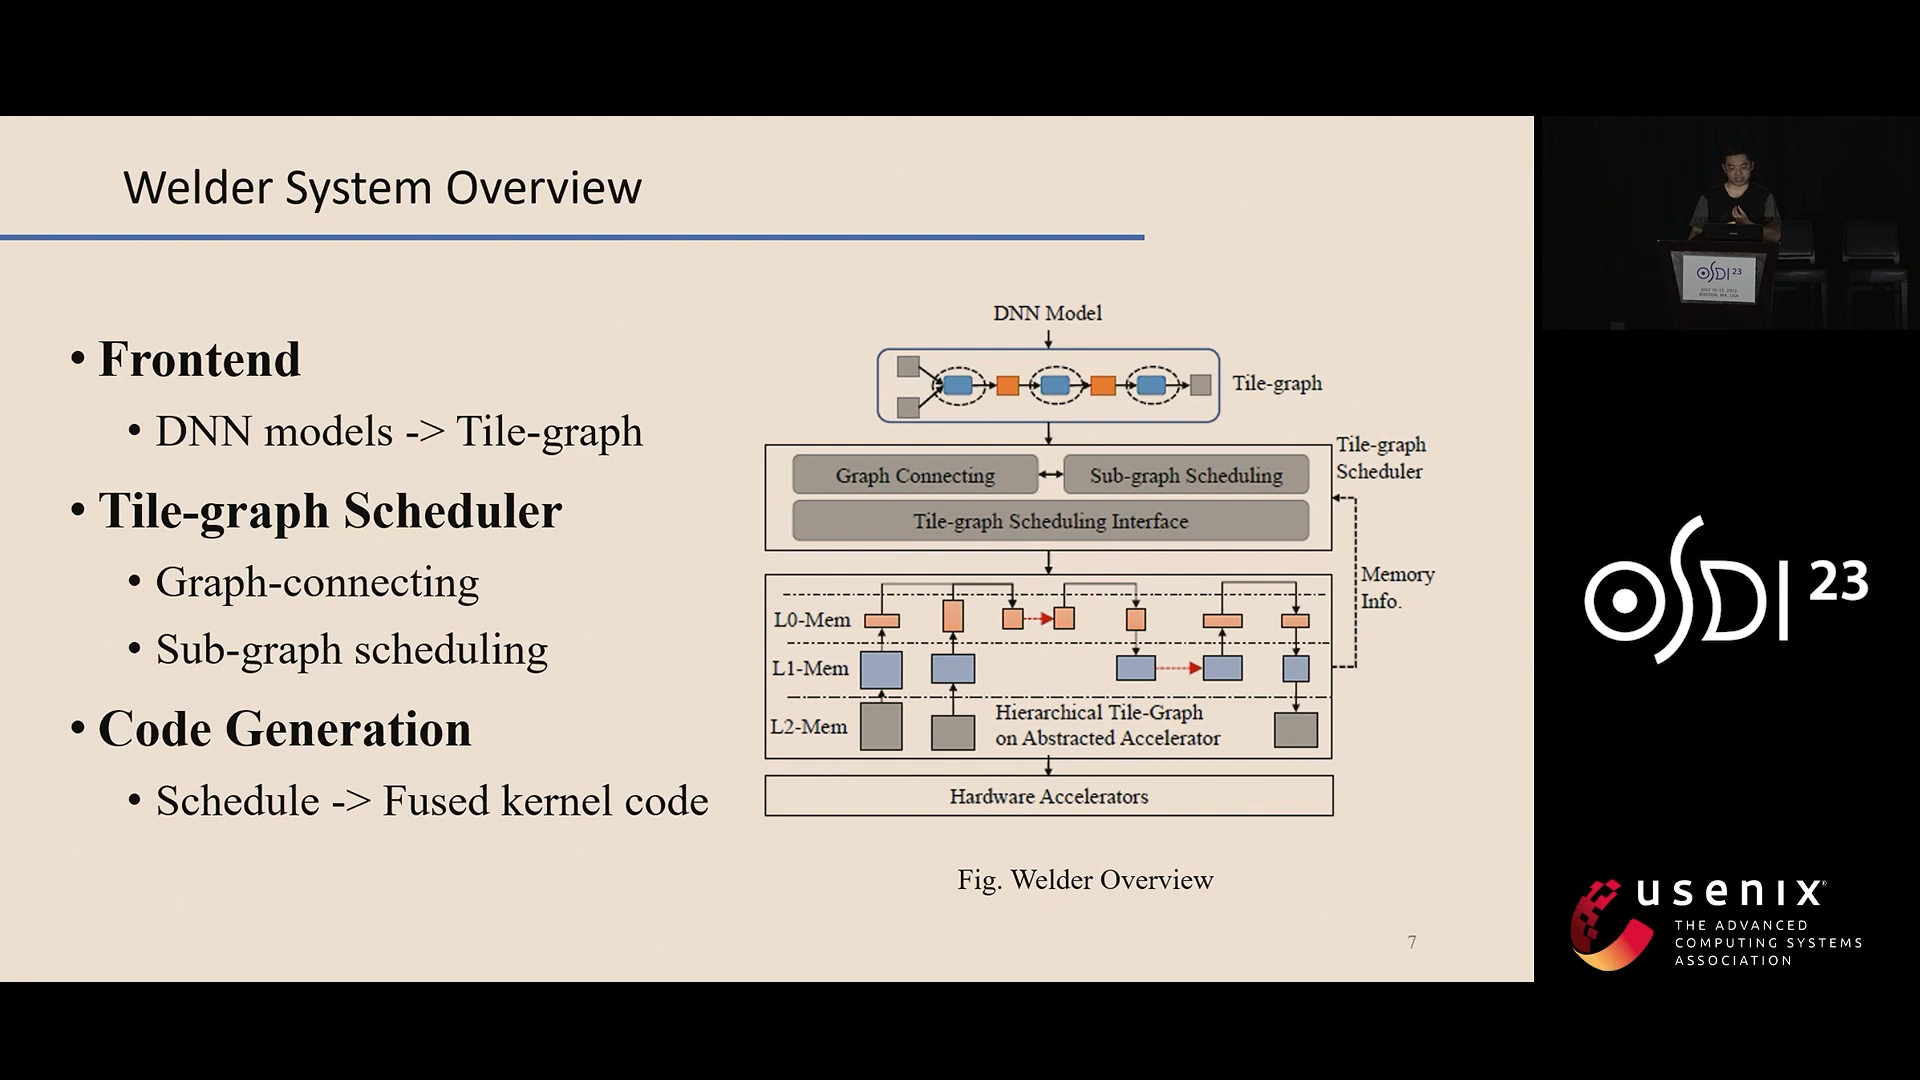 Welder System Overview
• Frontend
• DNN models -> Tile-graph
• Tile-graph Scheduler
• Graph-connecting
• Sub-graph scheduling
• Code Generation
• Schedule -> Fused kernel code
DNN Model
Tile-graph
Tile-graph
Scheduler
Graph Connecting
Sub-graph Scheduling
Tile-graph Scheduling Interface
Memory
Info.
L0-Mem
L1-Mem
L2-Mem
Hierarchical Tile-Graph
on Abstracted Accelerator
Hardware Accelerators
Fig. Welder Overview
7
OSDI 23
OSDI 23
usenix
THE ADVANCED
COMPUTING SYSTEMS
ASSOCIATION